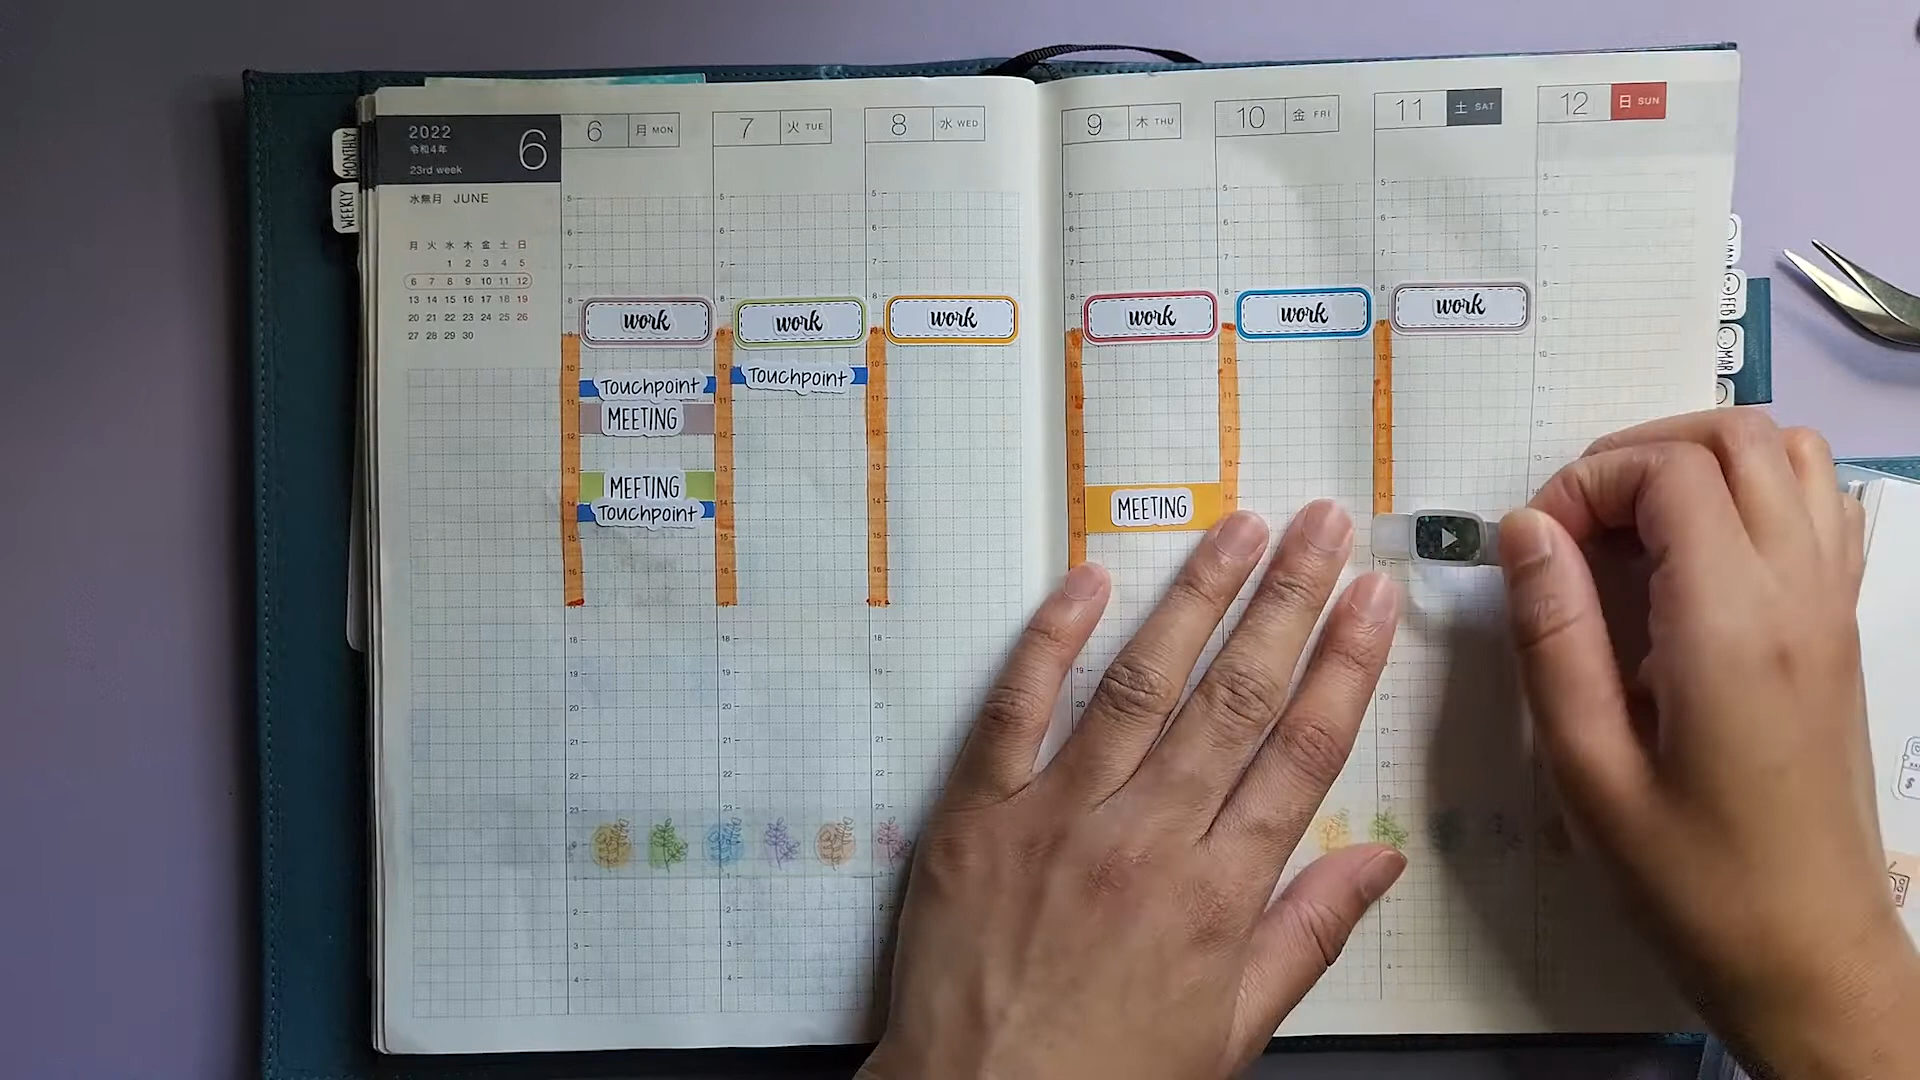 MONTHLY
WEEKLY
2022
令和4年
23rd week
6
水無月 JUNE
月 火 水 木 金 土 日
1 2 3 4 5
6 7 8 9 10 11 12
13 14 15 16 17 18 19
20 21 22 23 24 25 26
27 28 29 30
6 月 MON
7 火 TUE
8 水 WED
9 木 THU
10 金 FRI
11 土 SAT
12 日 SUN
work
work
work
work
work
work
Touchpoint
MEETING
MEETING
Touchpoint
Touchpoint
MEETING
JAN
FEB
MAR
$